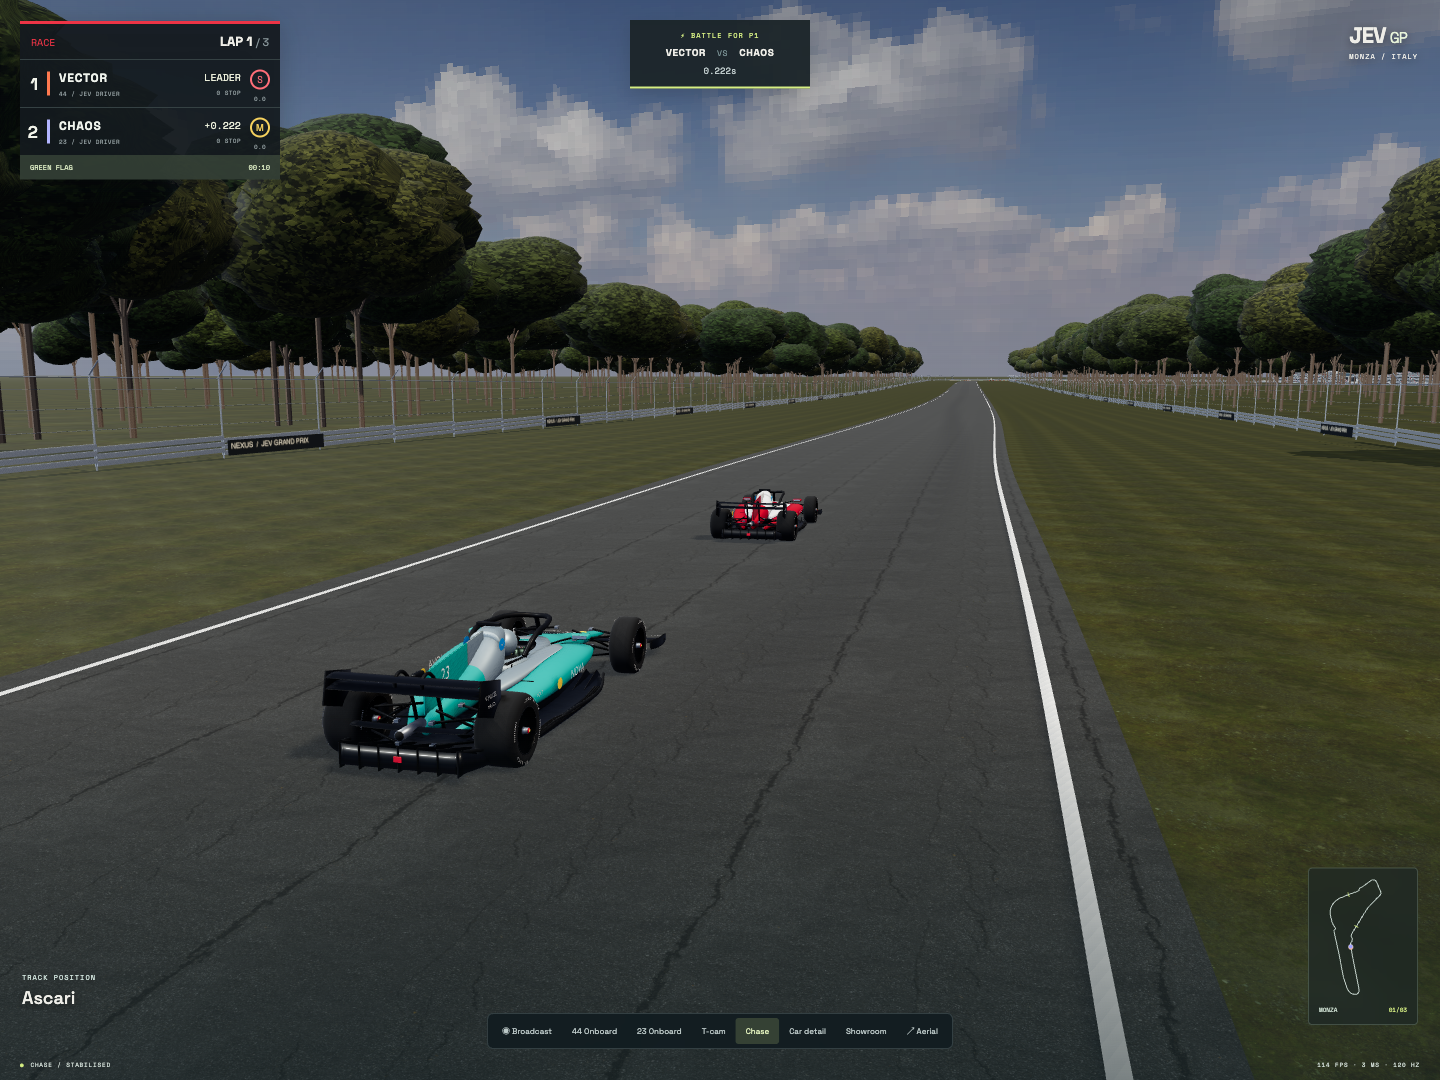 RACE
LAP 1 / 3
1 VECTOR LEADER S
44 / JEV DRIVER 0 STOP 0.0
2 CHAOS +0.222 M
23 / JEV DRIVER 0 STOP 0.0
GREEN FLAG 00:10
⚡ BATTLE FOR P1
VECTOR VS CHAOS
0.222s
JEV GP
MONZA / ITALY
NEXUS / JEV GRAND PRIX
23
NOVA
TRACK POSITION
Ascari
MONZA 01/03
Broadcast 44 Onboard 23 Onboard T-cam Chase Car detail Showroom Aerial
CHASE / STABILISED
114 FPS · 3 MS · 120 HZ